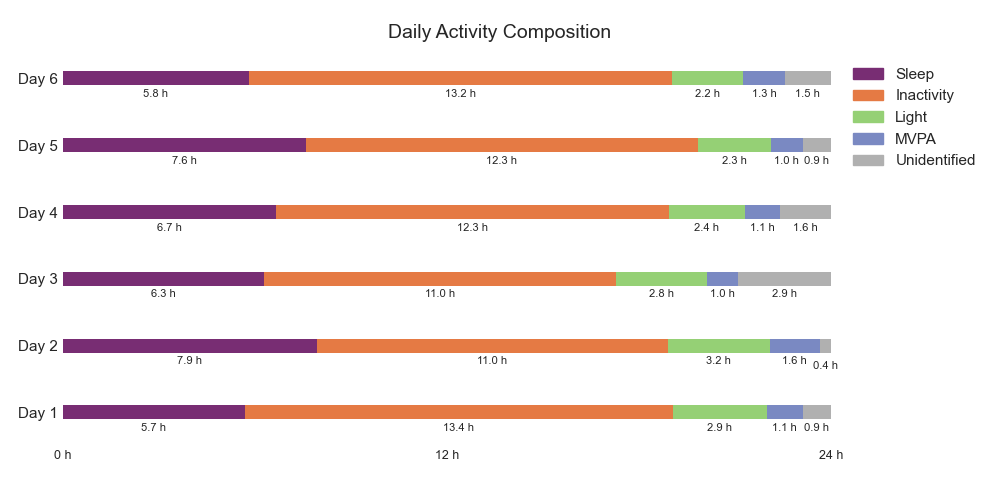 Daily Activity Composition
Day 6
5.8 h 13.2 h 2.2 h 1.3 h 1.5 h
Day 5
7.6 h 12.3 h 2.3 h 1.0 h 0.9 h
Day 4
6.7 h 12.3 h 2.4 h 1.1 h 1.6 h
Day 3
6.3 h 11.0 h 2.8 h 1.0 h 2.9 h
Day 2
7.9 h 11.0 h 3.2 h 1.6 h 0.4 h
Day 1
5.7 h 13.4 h 2.9 h 1.1 h 0.9 h
0 h 12 h 24 h
Sleep
Inactivity
Light
MVPA
Unidentified